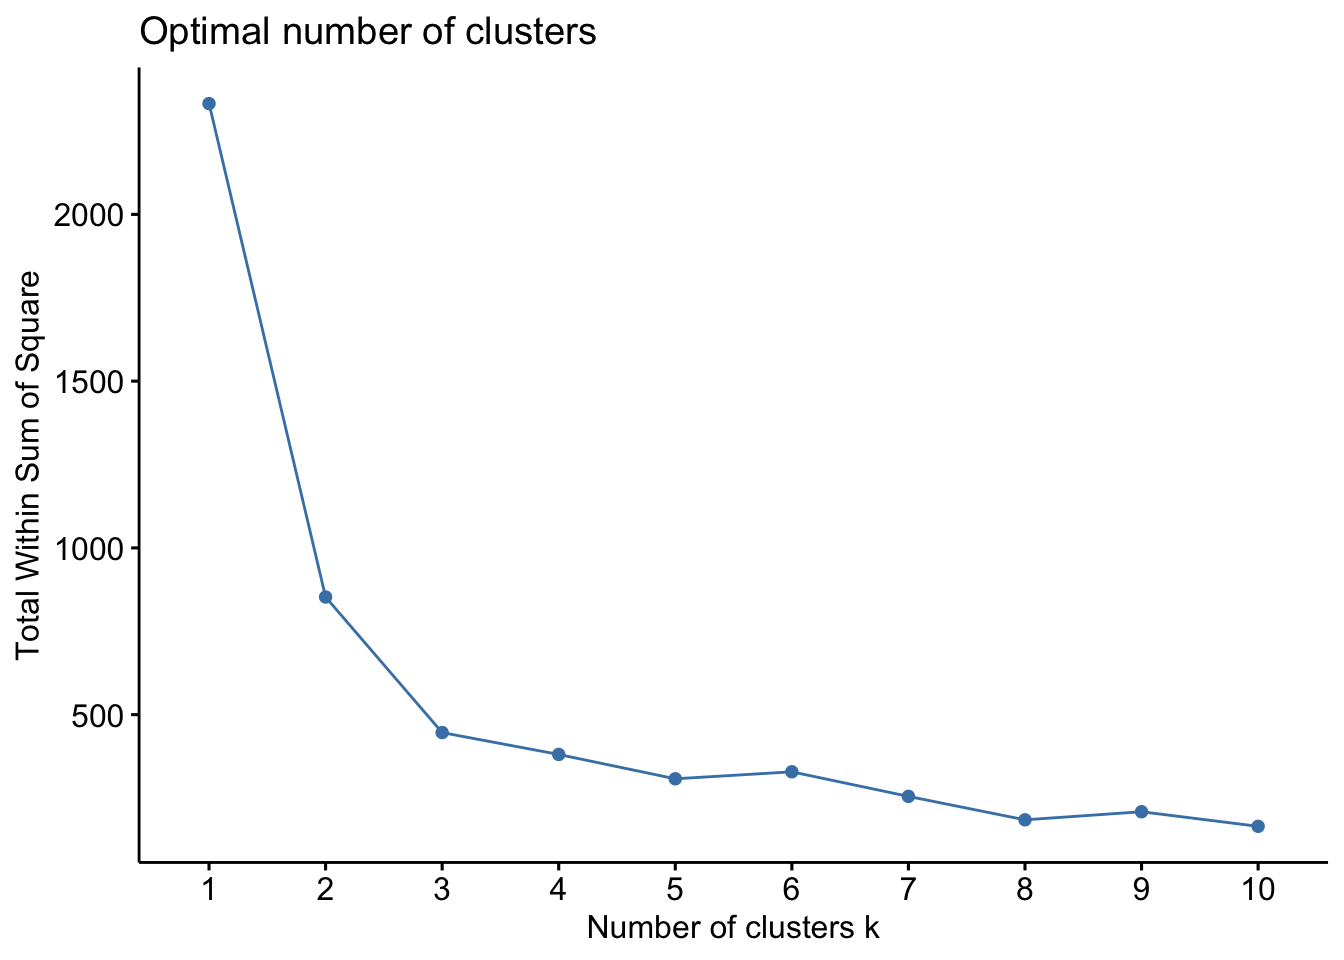 Optimal number of clusters
Total Within Sum of Square
2000
1500
1000
500
1 2 3 4 5 6 7 8 9 10
Number of clusters k